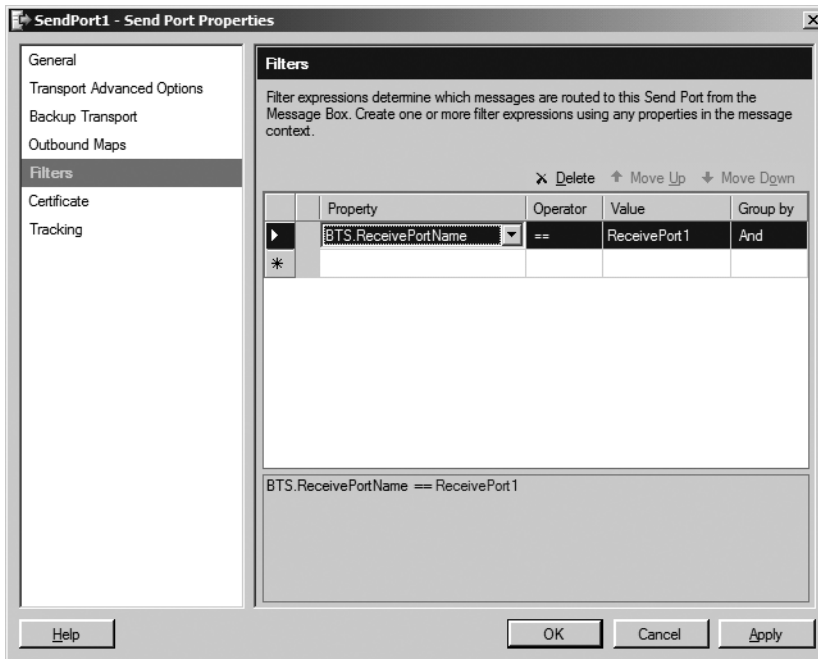 SendPort1 - Send Port Properties
General
Transport Advanced Options
Backup Transport
Outbound Maps
Filters
Certificate
Tracking
Filters
Filter expressions determine which messages are routed to this Send Port from the
Message Box. Create one or more filter expressions using any properties in the message
context.
Delete Move Up Move Down
Property Operator Value Group by
BTS.ReceivePortName == ReceivePort1 And
BTS.ReceivePortName == ReceivePort1
Help OK Cancel Apply